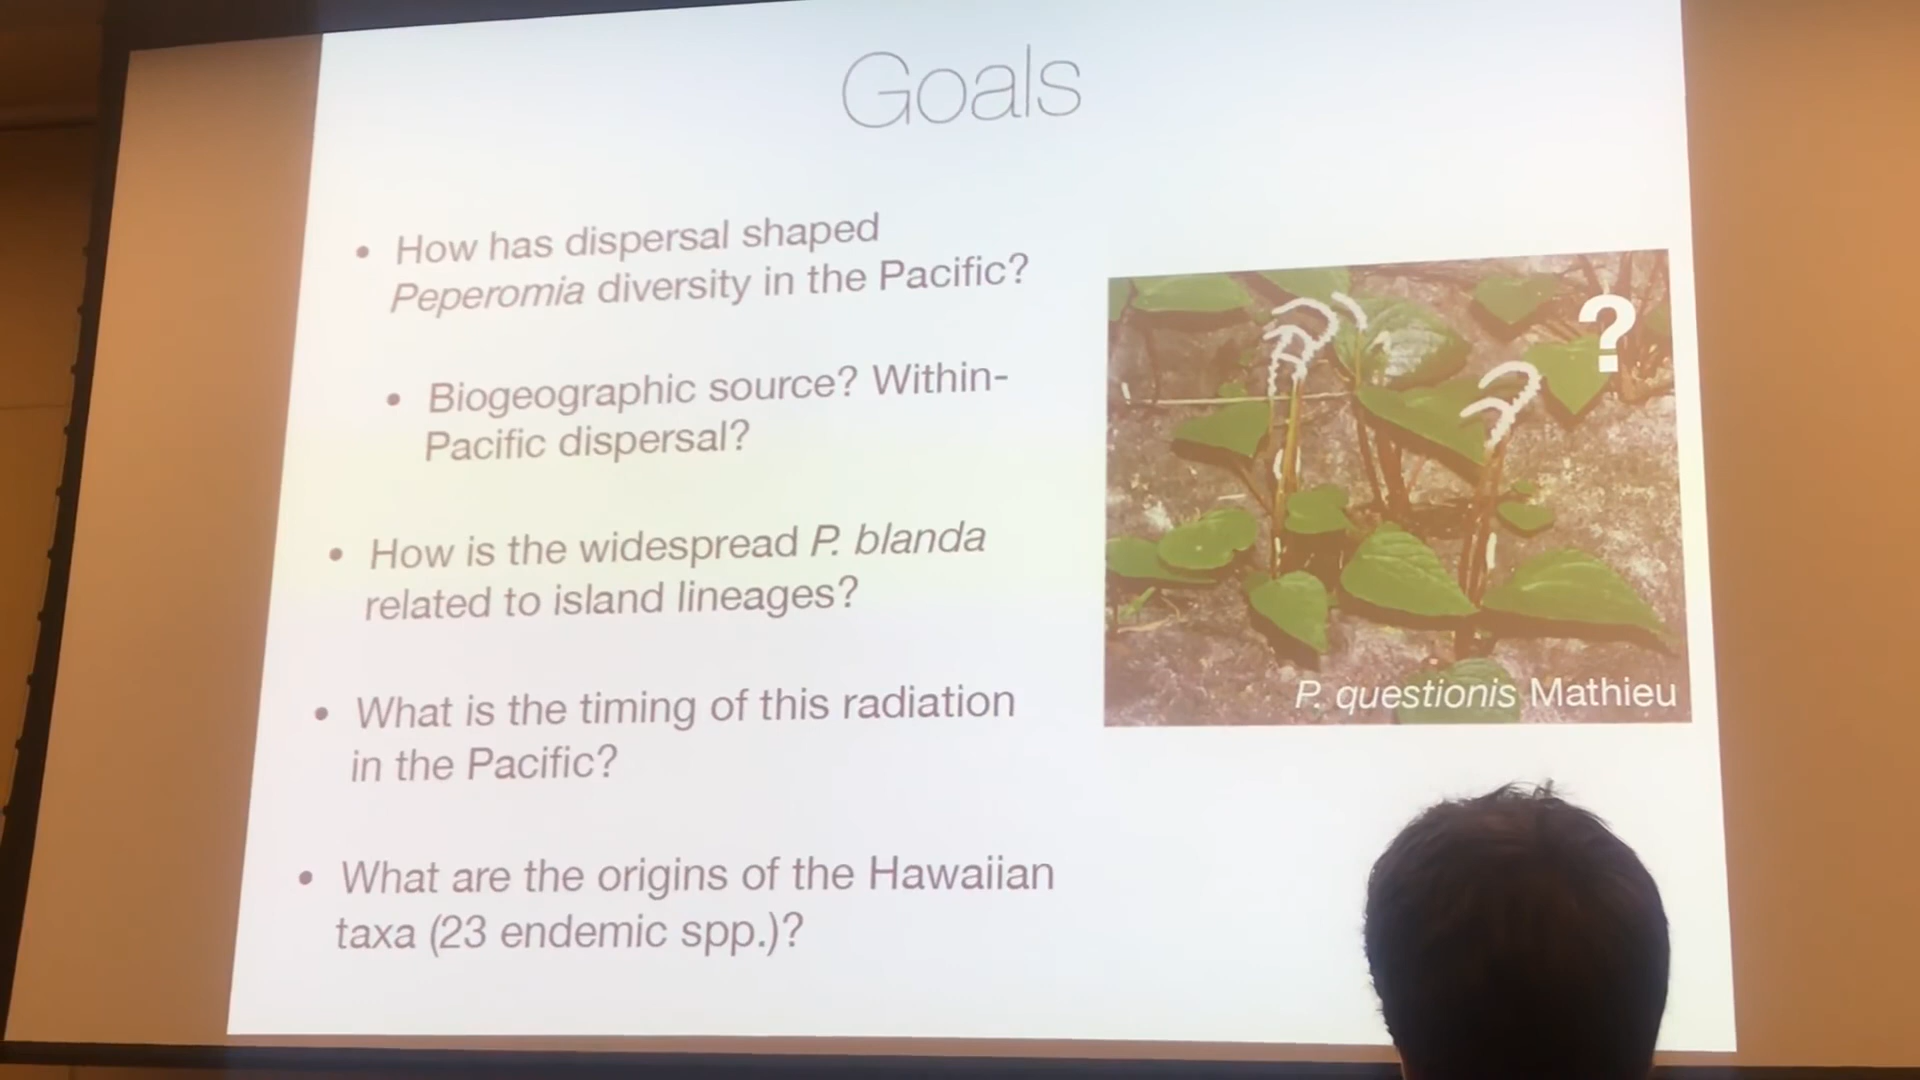 Goals
• How has dispersal shaped
Peperomia diversity in the Pacific?
• Biogeographic source? Within-
Pacific dispersal?
• How is the widespread P. blanda
related to island lineages?
• What is the timing of this radiation
in the Pacific?
• What are the origins of the Hawaiian
taxa (23 endemic spp.)?
?
P. questionis Mathieu